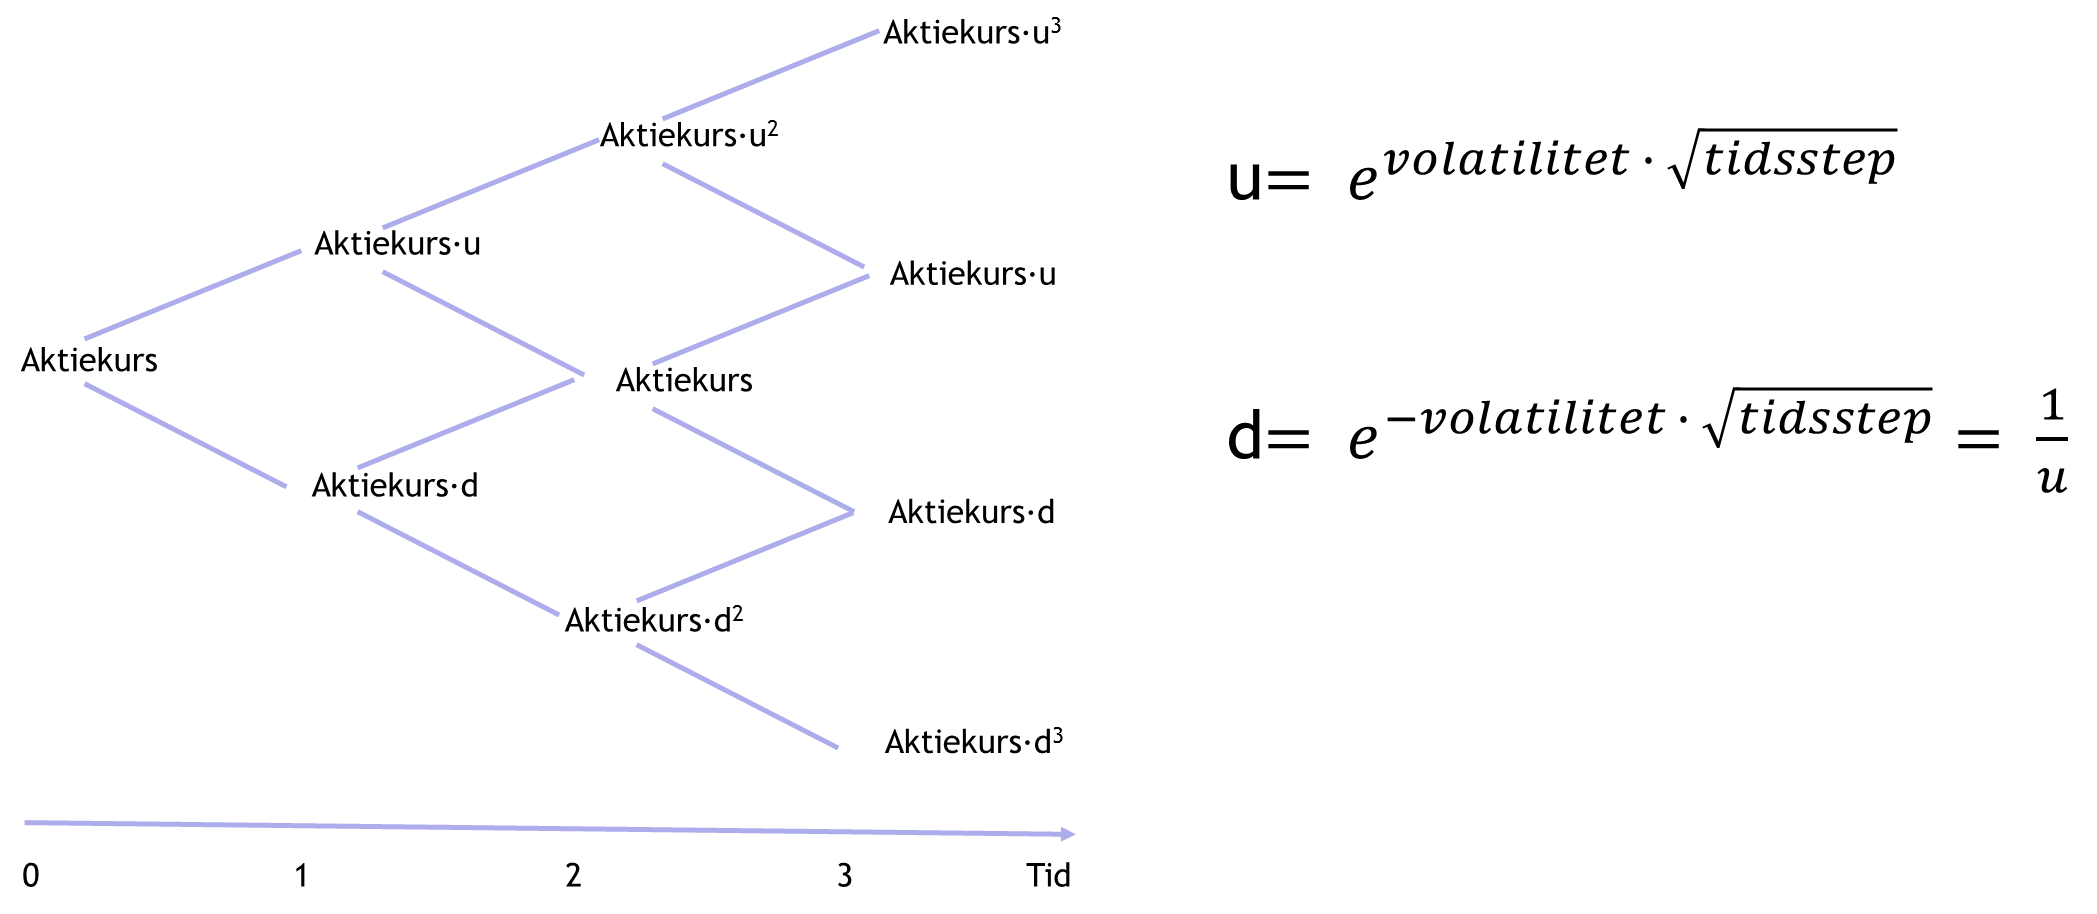 Aktiekurs·u³
Aktiekurs·u²
Aktiekurs·u
Aktiekurs·u
Aktiekurs
Aktiekurs
Aktiekurs·d
Aktiekurs·d
Aktiekurs·d²
Aktiekurs·d³
0 1 2 3 Tid
u= e^{volatilitet · √tidsstep}
d= e^{−volatilitet · √tidsstep} = 1/u